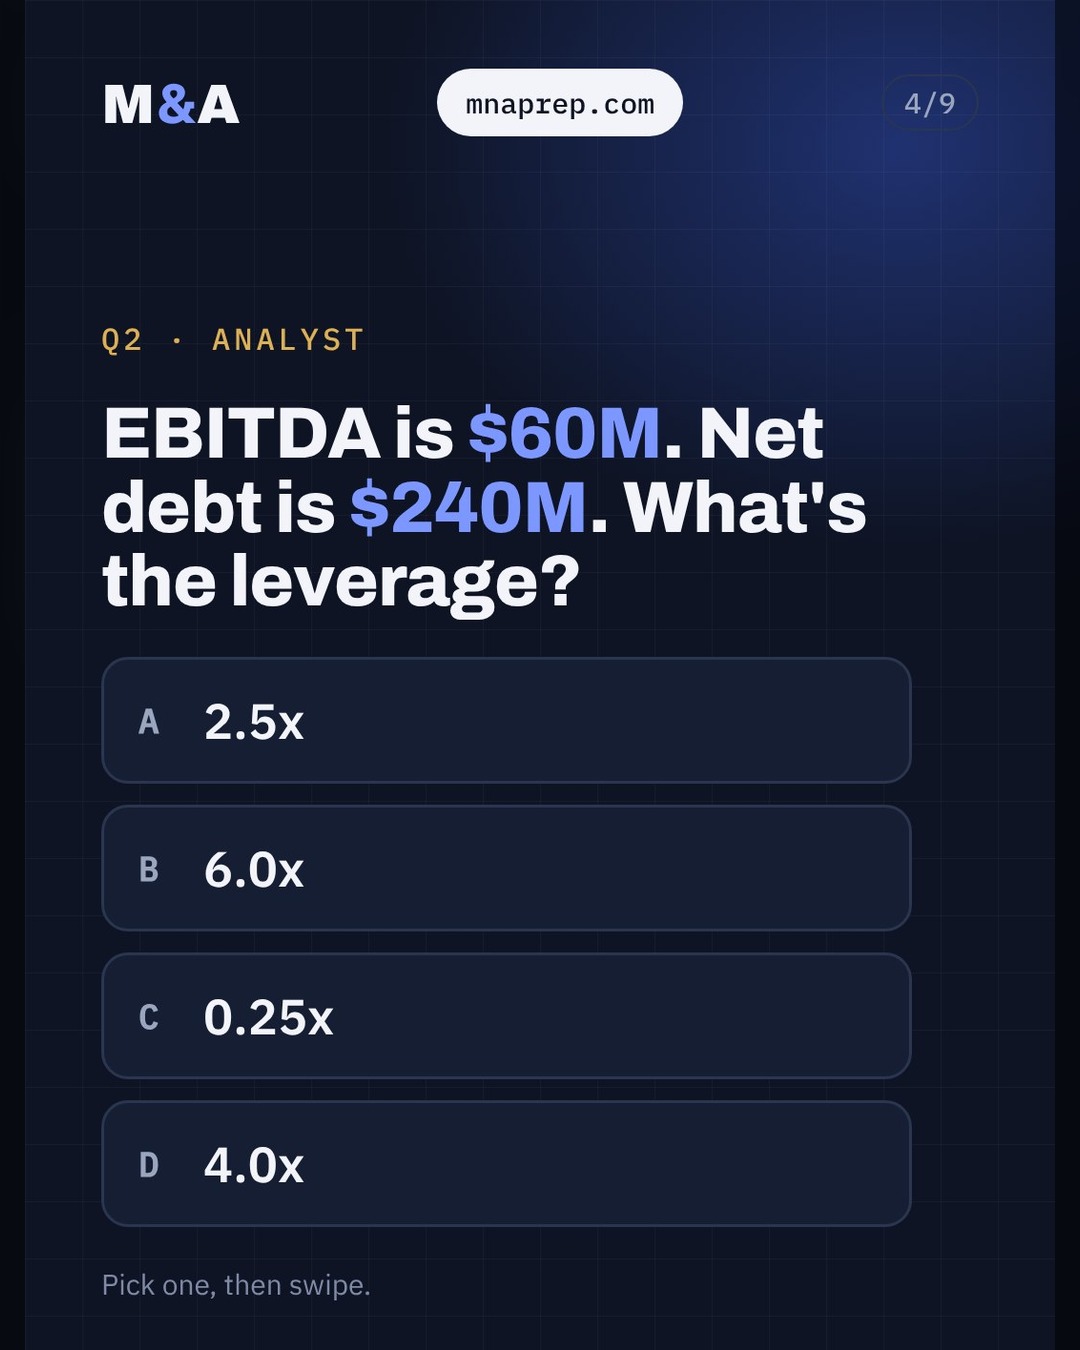 M&A
mnaprep.com
4/9
Q2 · ANALYST
EBITDA is $60M. Net
debt is $240M. What's
the leverage?
A 2.5x
B 6.0x
C 0.25x
D 4.0x
Pick one, then swipe.